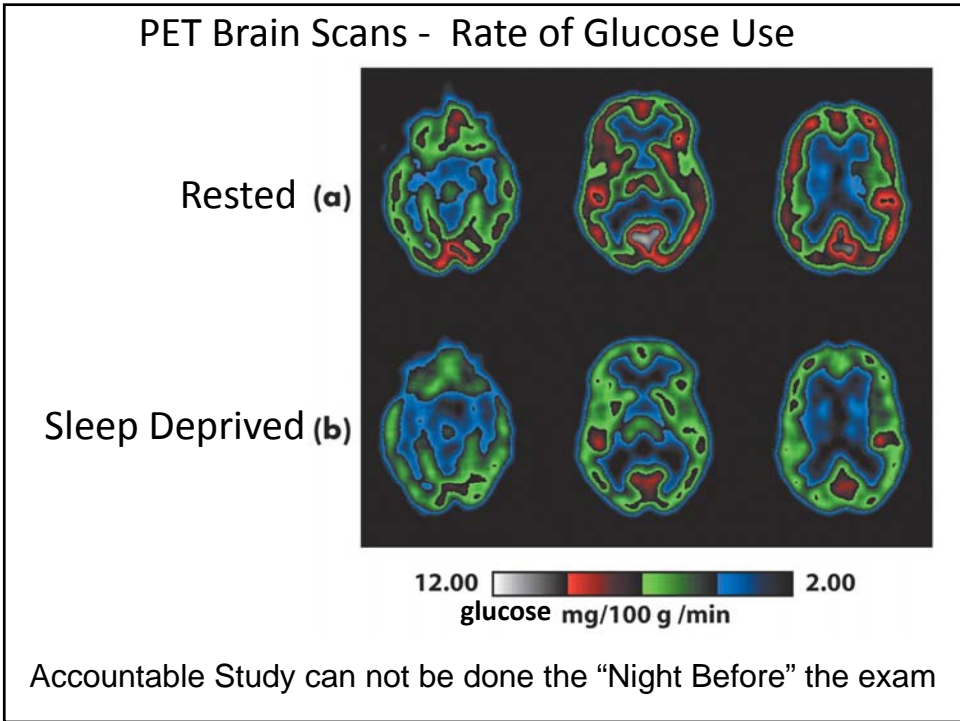 PET Brain Scans - Rate of Glucose Use
Rested (a)
Sleep Deprived (b)
12.00 2.00
glucose mg/100 g /min
Accountable Study can not be done the “Night Before” the exam